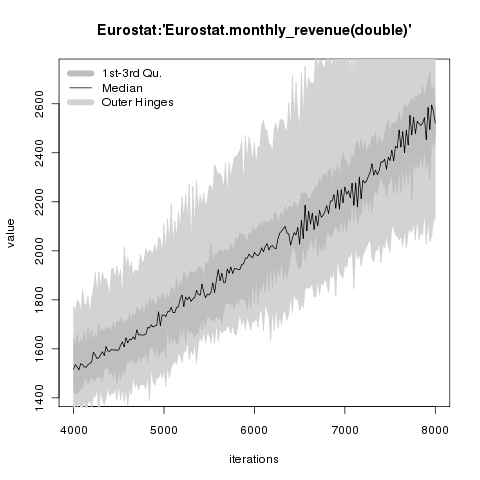 Eurostat:'Eurostat.monthly_revenue(double)'
1st-3rd Qu.
Median
Outer Hinges
value
2600
2400
2200
2000
1800
1600
1400
4000 5000 6000 7000 8000
iterations